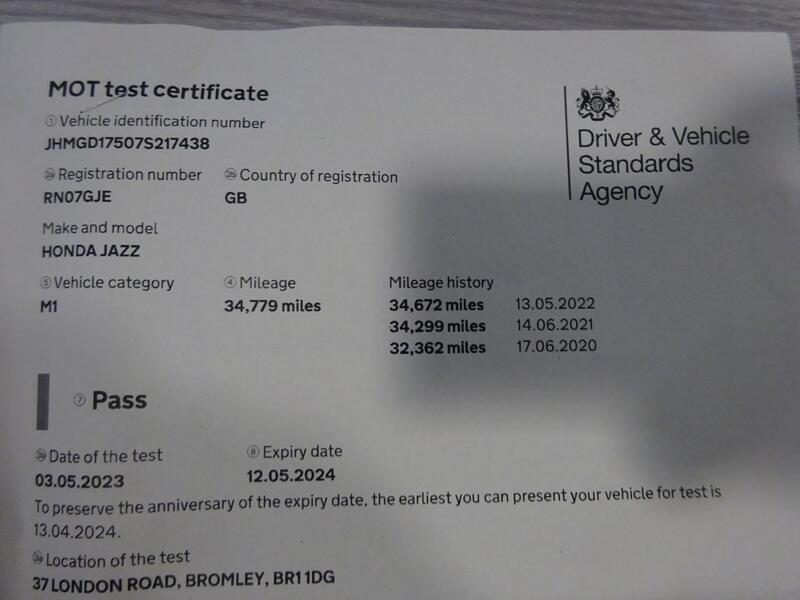 MOT test certificate
① Vehicle identification number
JHMGD17507S217438
Driver & Vehicle
Standards
Agency
2a Registration number 2b Country of registration
RN07GJE GB
Make and model
HONDA JAZZ
⑤ Vehicle category ④ Mileage Mileage history
M1 34,779 miles 34,672 miles 13.05.2022
34,299 miles 14.06.2021
32,362 miles 17.06.2020
⑦ Pass
3b Date of the test ⑧ Expiry date
03.05.2023 12.05.2024
To preserve the anniversary of the expiry date, the earliest you can present your vehicle for test is
13.04.2024.
3a Location of the test
37 LONDON ROAD, BROMLEY, BR1 1DG